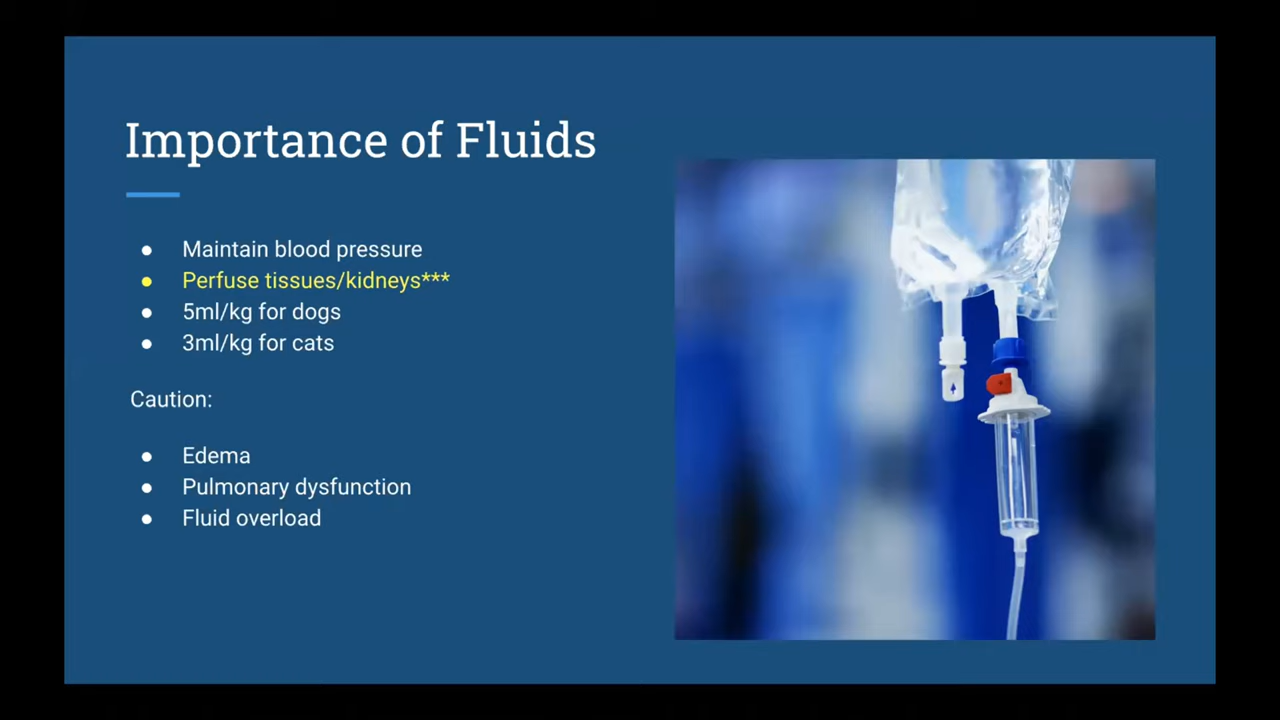 Importance of Fluids
● Maintain blood pressure
● Perfuse tissues/kidneys***
● 5ml/kg for dogs
● 3ml/kg for cats
Caution:
● Edema
● Pulmonary dysfunction
● Fluid overload